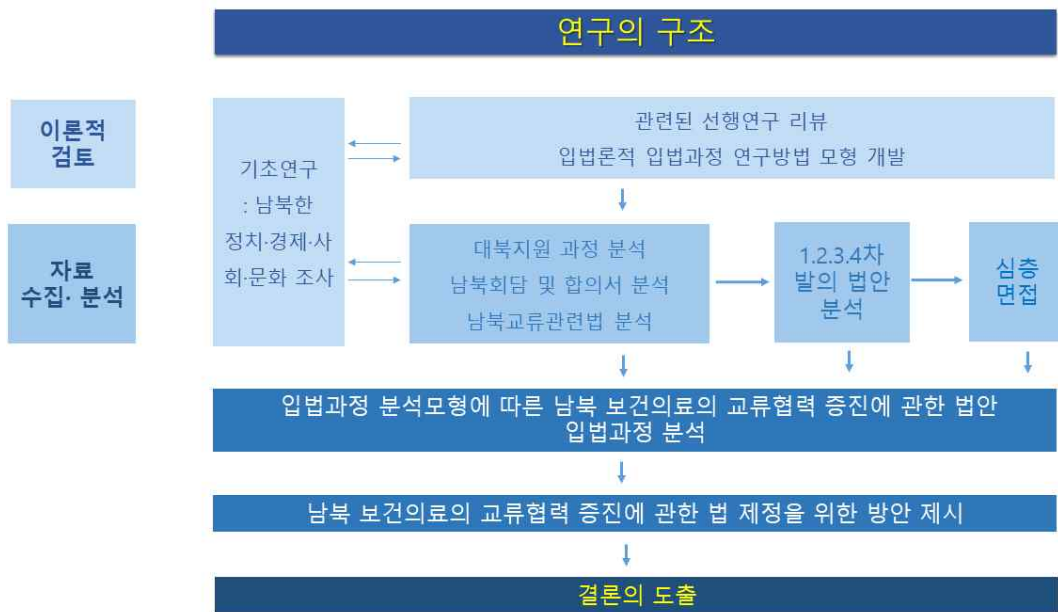 연구의 구조
이론적
검토
기초연구
: 남북한
정치·경제·사
회·문화 조사
관련된 선행연구 리뷰
입법론적 입법과정 연구방법 모형 개발
자료
수집· 분석
대북지원 과정 분석
남북회담 및 합의서 분석
남북교류관련법 분석
1.2.3.4차
발의 법안
분석
심층
면접
입법과정 분석모형에 따른 남북 보건의료의 교류협력 증진에 관한 법안
입법과정 분석
남북 보건의료의 교류협력 증진에 관한 법 제정을 위한 방안 제시
결론의 도출